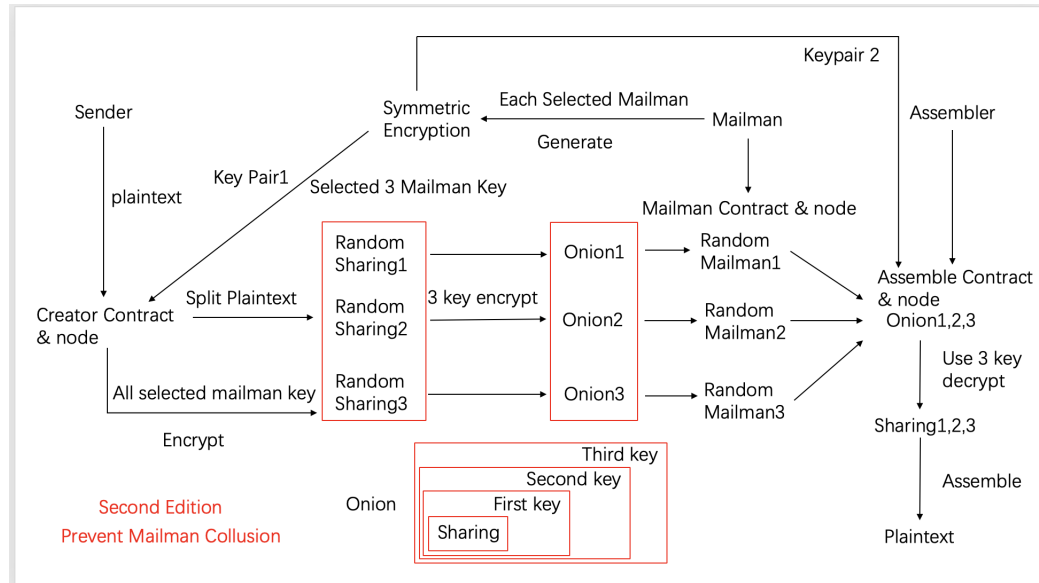 Keypair 2
Each Selected Mailman
Sender
Symmetric
Encryption
Mailman
Assembler
Generate
Key Pair1
Selected 3 Mailman Key
plaintext
Mailman Contract & node
Random
Sharing1
Onion1
Random
Mailman1
Assemble Contract
& node
Onion1,2,3
Split Plaintext
Creator Contract
& node
Random
Sharing2
3 key encrypt
Onion2
Random
Mailman2
Use 3 key
decrypt
All selected mailman key
Random
Sharing3
Onion3
Random
Mailman3
Encrypt
Sharing1,2,3
Third key
Second key
Onion
First key
Sharing
Assemble
Second Edition
Prevent Mailman Collusion
Plaintext